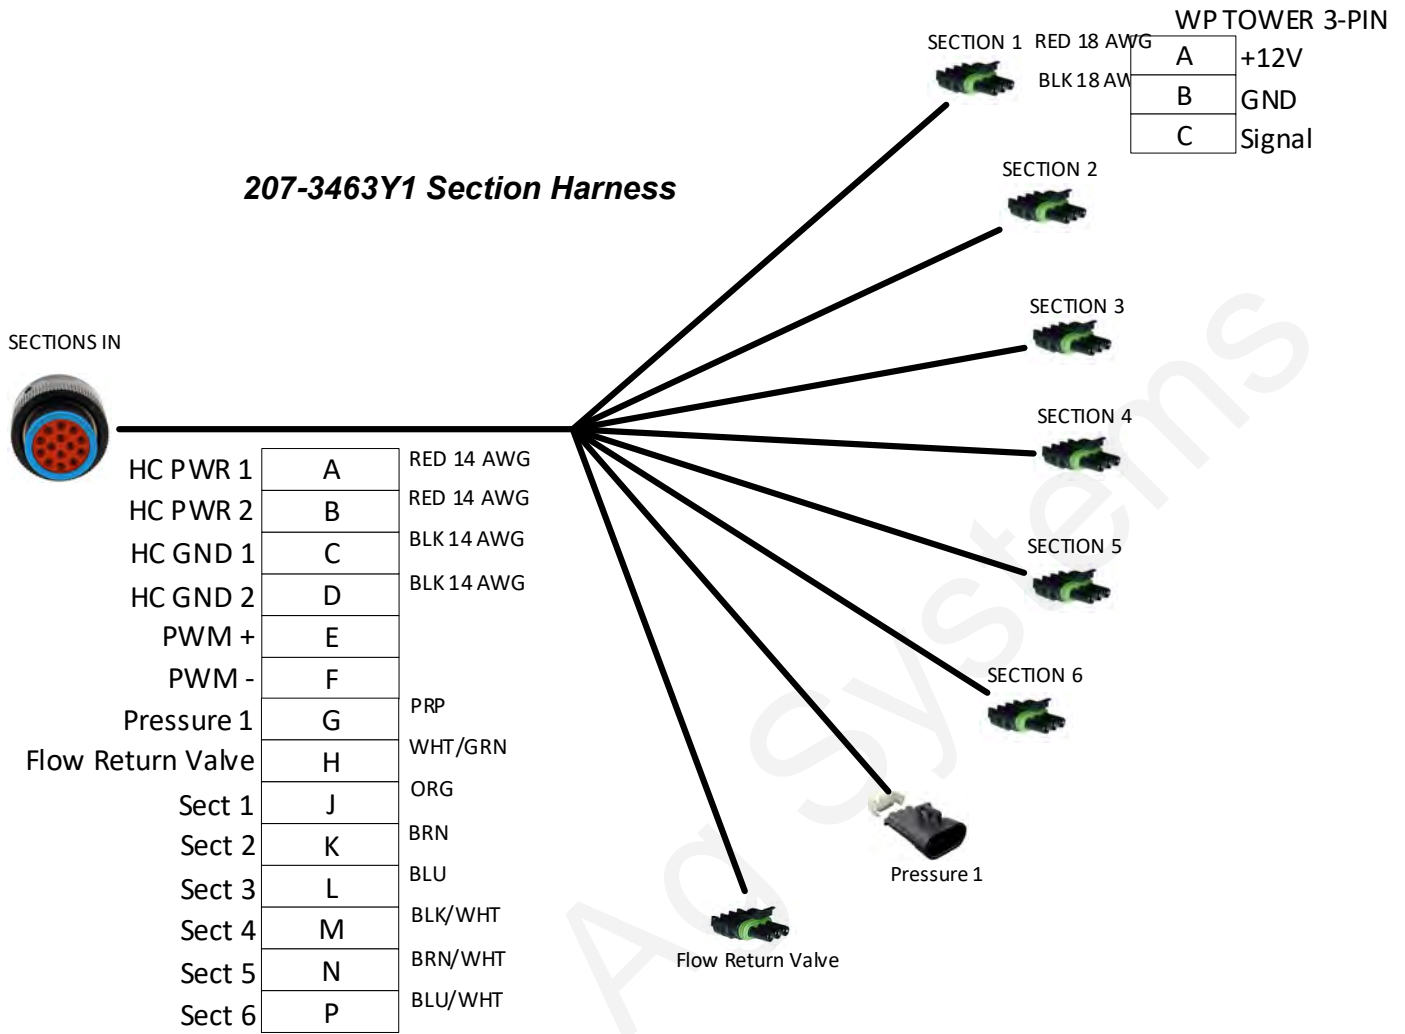 WP TOWER 3-PIN
SECTION 1 RED 18 AWG
A +12V
BLK 18 AW
B GND
C Signal
SECTION 2
207-3463Y1 Section Harness
SECTION 3
SECTIONS IN
SECTION 4
HC PWR 1 A RED 14 AWG
HC PWR 2 B RED 14 AWG
HC GND 1 C BLK 14 AWG
SECTION 5
HC GND 2 D BLK 14 AWG
PWM + E
PWM - F
SECTION 6
Pressure 1 G PRP
Flow Return Valve H WHT/GRN
Sect 1 J ORG
Sect 2 K BRN
Sect 3 L BLU
Pressure 1
Sect 4 M BLK/WHT
Sect 5 N BRN/WHT
Flow Return Valve
Sect 6 P BLU/WHT
Ag Systems